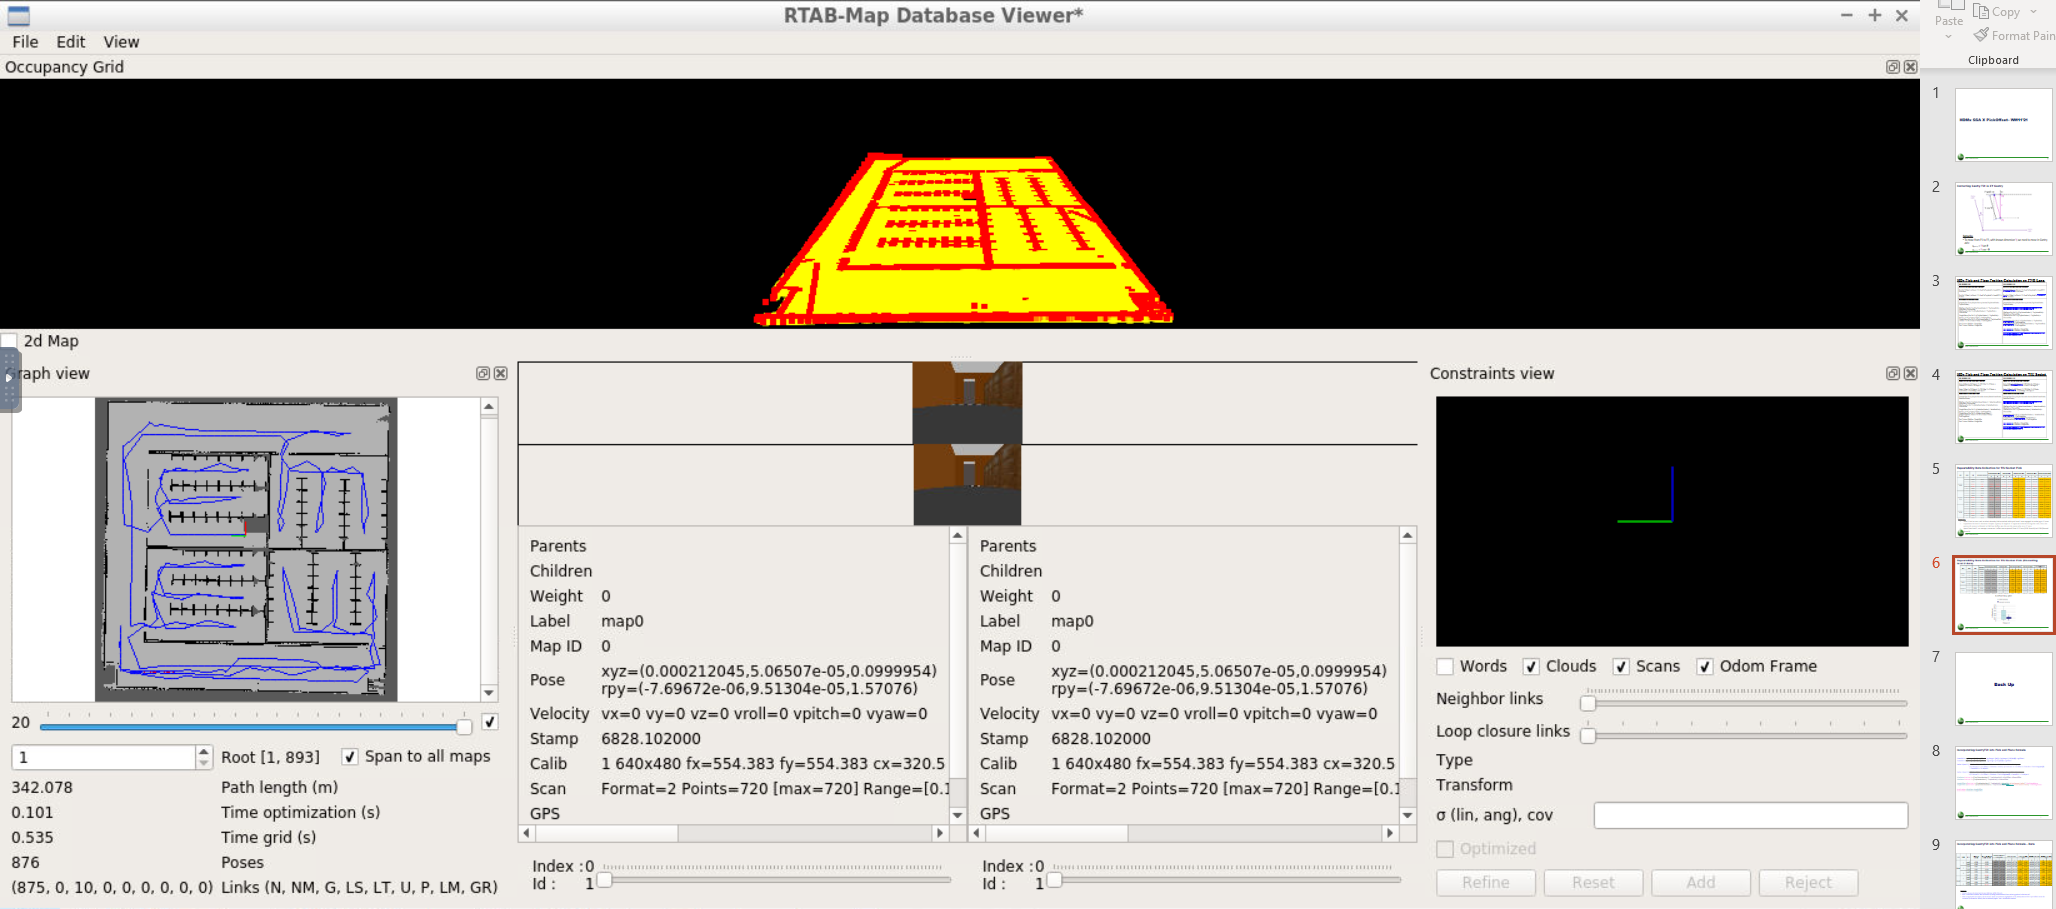 RTAB-Map Database Viewer*
File Edit View
Occupancy Grid
2d Map
Graph view
20
1 Root [1, 893] Span to all maps
342.078 Path length (m)
0.101 Time optimization (s)
0.535 Time grid (s)
876 Poses
(875, 0, 10, 0, 0, 0, 0, 0, 0) Links (N, NM, G, LS, LT, U, P, LM, GR)
Parents
Children
Weight 0
Label map0
Map ID 0
Pose xyz=(0.000212045,5.06507e-05,0.0999954)
rpy=(-7.69672e-06,9.51304e-05,1.57076)
Velocity vx=0 vy=0 vz=0 vroll=0 vpitch=0 vyaw=0
Stamp 6828.102000
Calib 1 640x480 fx=554.383 fy=554.383 cx=320.5
Scan Format=2 Points=720 [max=720] Range=[0.1
GPS
Index :0
Id : 1
Parents
Children
Weight 0
Label map0
Map ID 0
Pose xyz=(0.000212045,5.06507e-05,0.0999954)
rpy=(-7.69672e-06,9.51304e-05,1.57076)
Velocity vx=0 vy=0 vz=0 vroll=0 vpitch=0 vyaw=0
Stamp 6828.102000
Calib 1 640x480 fx=554.383 fy=554.383 cx=320.5
Scan Format=2 Points=720 [max=720] Range=[0.1
GPS
Index :0
Id : 1
Constraints view
Words Clouds Scans Odom Frame
Neighbor links
Loop closure links
Type
Transform
σ (lin, ang), cov
Optimized
Refine Reset Add Reject
Paste
Copy
Format Pain
Clipboard
1
2
3
4
5
6
7
Back Up
8
9